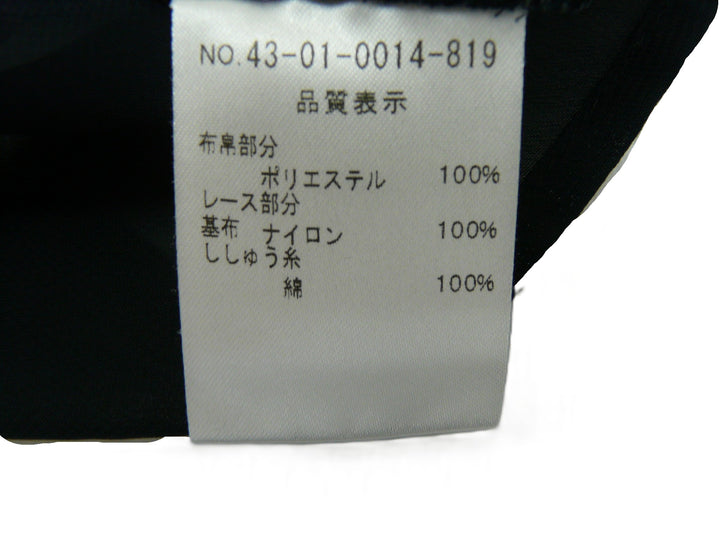 NO.43-01-0014-819
品質表示
布帛部分
ポリエステル 100%
レース部分
基布 ナイロン 100%
ししゅう糸
綿 100%